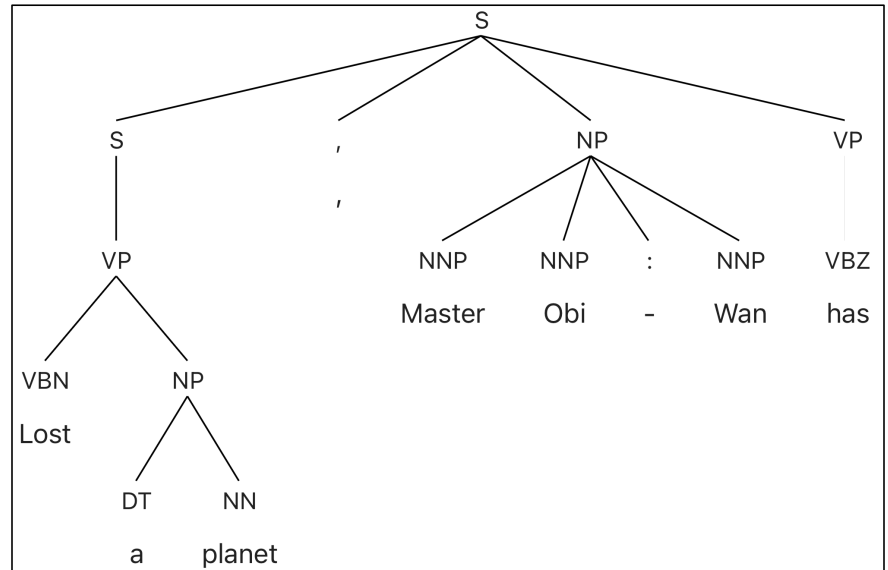 S
S , NP VP
,
VP NNP NNP : NNP VBZ
Master Obi - Wan has
VBN NP
Lost
DT NN
a planet